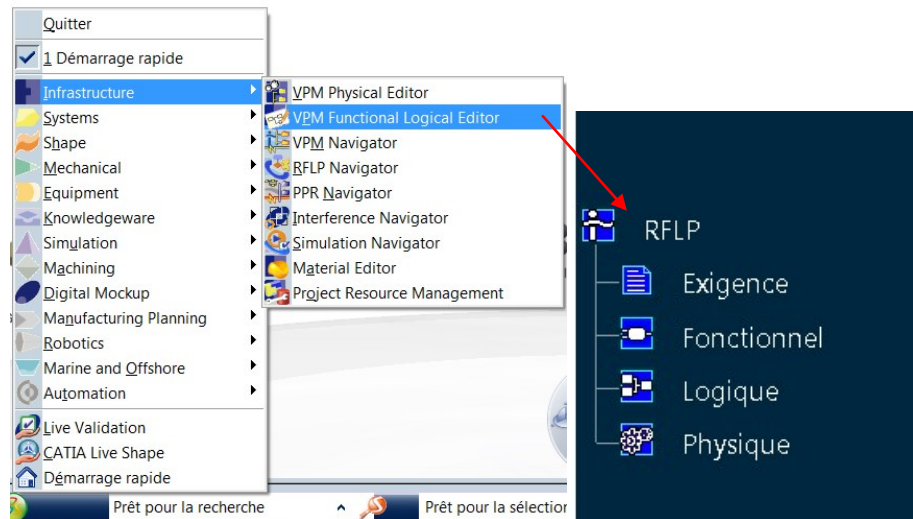 Quitter
1 Démarrage rapide
Infrastructure
Systems
Shape
Mechanical
Equipment
Knowledgeware
Simulation
Machining
Digital Mockup
Manufacturing Planning
Robotics
Marine and Offshore
Automation
Live Validation
CATIA Live Shape
Démarrage rapide
VPM Physical Editor
VPM Functional Logical Editor
VPM Navigator
RFLP Navigator
PPR Navigator
Interference Navigator
Simulation Navigator
Material Editor
Project Resource Management
RFLP
Exigence
Fonctionnel
Logique
Physique
Prêt pour la recherche
Prêt pour la sélection